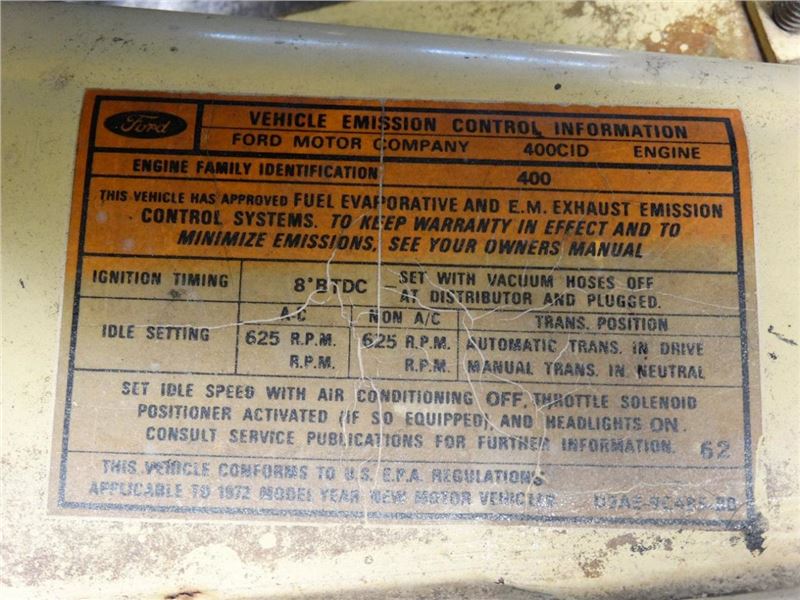 Ford
VEHICLE EMISSION CONTROL INFORMATION
FORD MOTOR COMPANY 400CID ENGINE
ENGINE FAMILY IDENTIFICATION 400
THIS VEHICLE HAS APPROVED FUEL EVAPORATIVE AND E.M. EXHAUST EMISSION
CONTROL SYSTEMS. TO KEEP WARRANTY IN EFFECT AND TO
MINIMIZE EMISSIONS, SEE YOUR OWNERS MANUAL
IGNITION TIMING 8°BTDC - SET WITH VACUUM HOSES OFF
AT DISTRIBUTOR AND PLUGGED.
IDLE SETTING A-C NON A/C TRANS. POSITION
625 R.P.M. 625 R.P.M. AUTOMATIC TRANS. IN DRIVE
R.P.M. R.P.M. MANUAL TRANS. IN NEUTRAL
SET IDLE SPEED WITH AIR CONDITIONING OFF, THROTTLE SOLENOID
POSITIONER ACTIVATED (IF SO EQUIPPED) AND HEADLIGHTS ON.
CONSULT SERVICE PUBLICATIONS FOR FURTHER INFORMATION. 62
THIS VEHICLE CONFORMS TO U.S. E.P.A. REGULATIONS
APPLICABLE TO 1972 MODEL YEAR NEW MOTOR VEHICLES